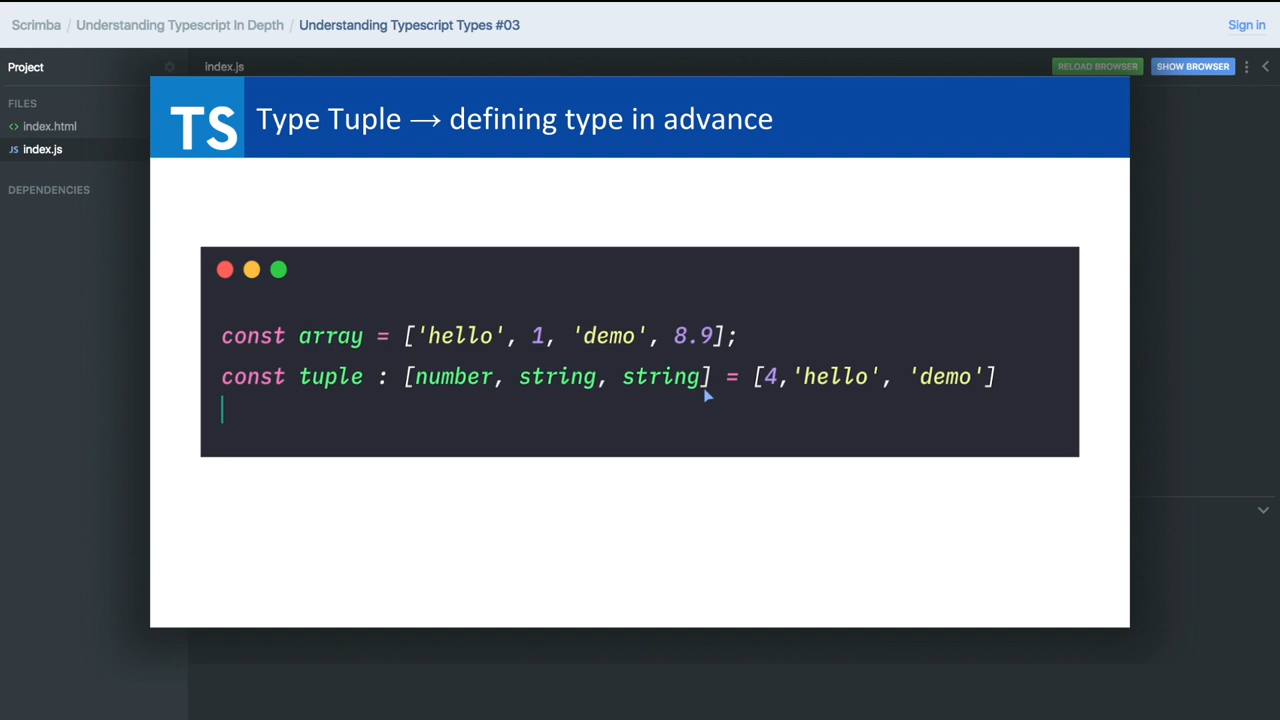 Scrimba / Understanding Typescript In Depth / Understanding Typescript Types #03
Sign in
Project
index.js
RELOAD BROWSER
SHOW BROWSER
FILES
<> index.html
JS index.js
DEPENDENCIES
TS
Type Tuple → defining type in advance
const array = ['hello', 1, 'demo', 8.9];
const tuple : [number, string, string] = [4,'hello', 'demo']